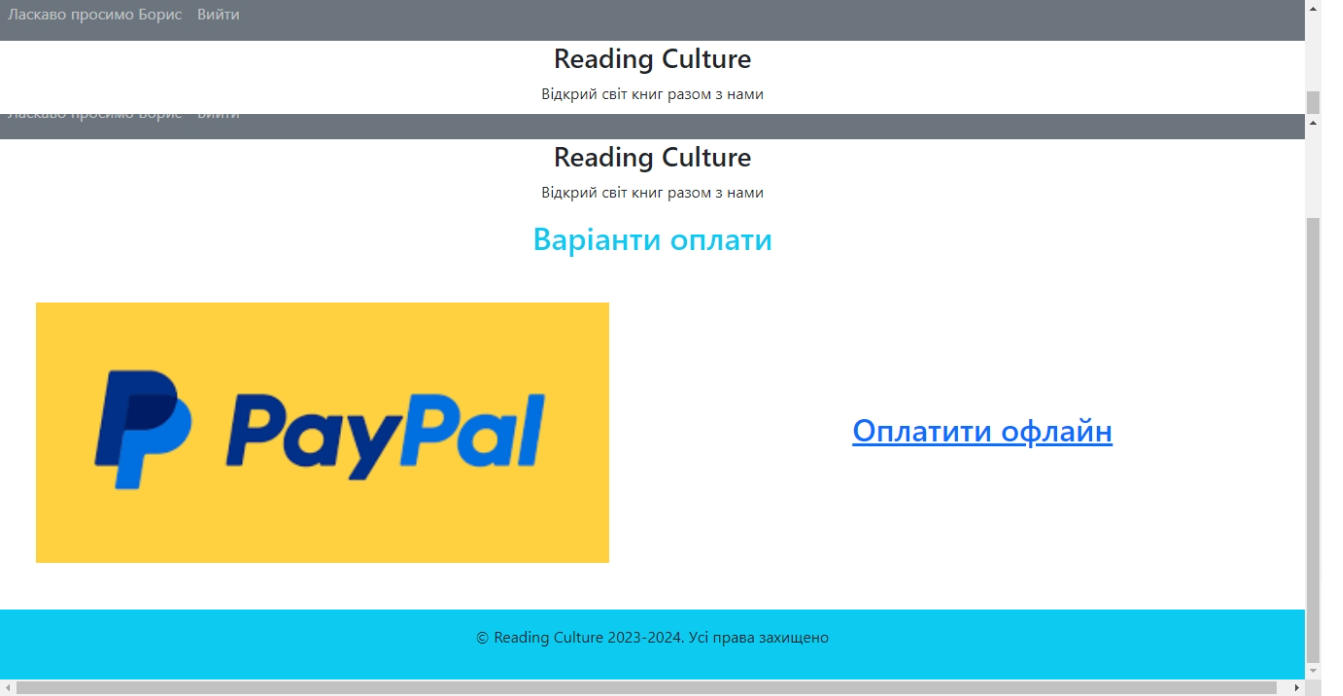 Ласкаво просимо Борис Вийти
Reading Culture
Відкрий світ книг разом з нами
Ласкаво просимо Борис Вийти
Reading Culture
Відкрий світ книг разом з нами
Варіанти оплати
PayPal
Оплатити офлайн
© Reading Culture 2023-2024. Усі права захищено